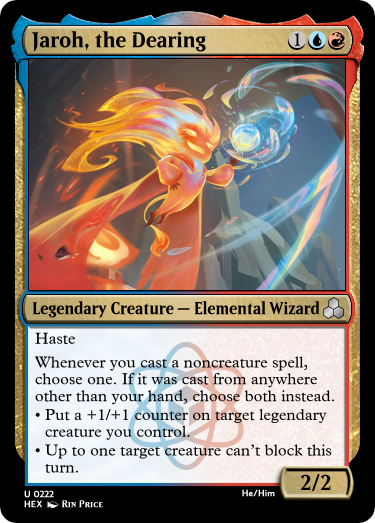 Jaroh, the Dearing 1
Legendary Creature — Elemental Wizard
Haste
Whenever you cast a noncreature spell,
choose one. If it was cast from anywhere
other than your hand, choose both instead.
• Put a +1/+1 counter on target legendary
creature you control.
• Up to one target creature can't block this
turn.
2/2
U 0222 He/Him
HEX Rin Price